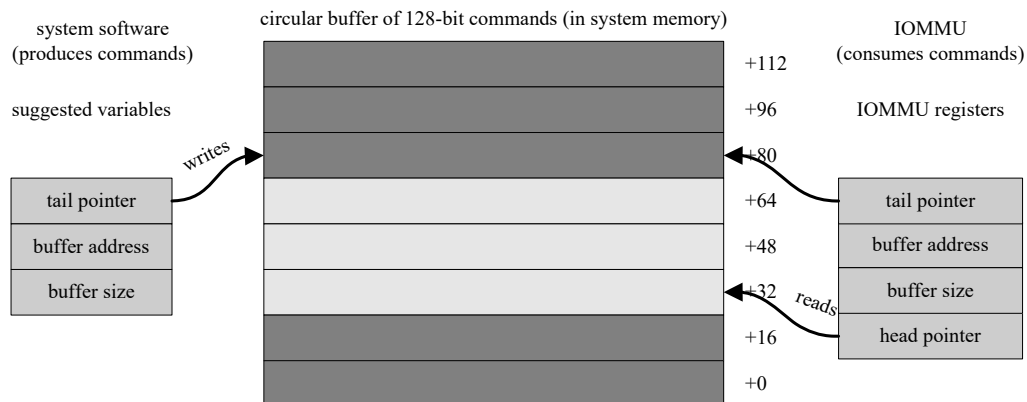 circular buffer of 128-bit commands (in system memory)
system software
(produces commands)
IOMMU
(consumes commands)
+112
suggested variables
+96
IOMMU registers
writes
+80
tail pointer
+64
tail pointer
buffer address
+48
buffer address
buffer size
+32
reads
buffer size
+16
head pointer
+0